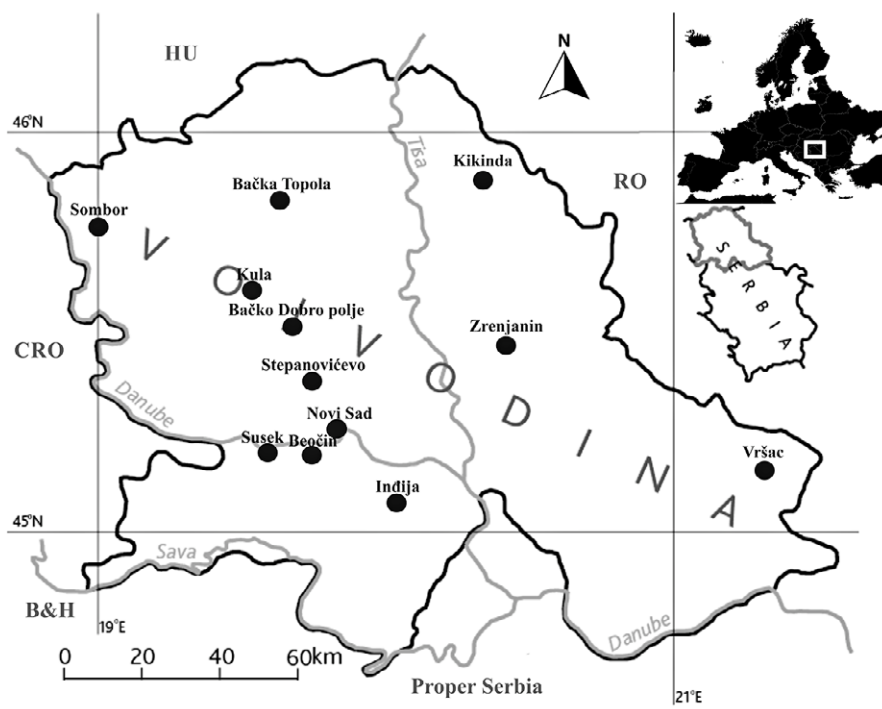 HU
N
46°N
Tisa
Kikinda
RO
Bačka Topola
Sombor
V O J V O D I N A
SERBIA
Kula
Bačko Dobro polje
Zrenjanin
CRO
Stepanovićevo
Danube
Novi Sad
Susek
Beočin
Vršac
Inđija
45°N
Sava
B&H
19°E
Danube
0 20 40 60km
Proper Serbia
21°E